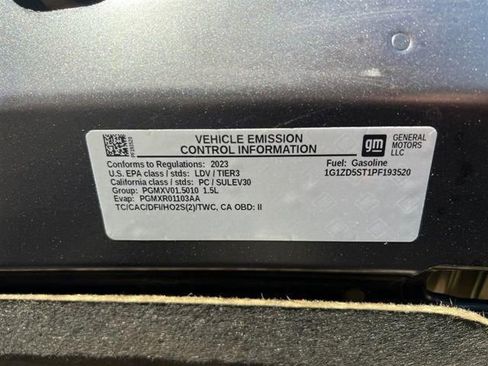 VEHICLE EMISSION
CONTROL INFORMATION
gm
GENERAL
MOTORS
LLC
PF193520
Conforms to Regulations: 2023
U.S. EPA class / stds: LDV / TIER3
California class / stds: PC / SULEV30
Group: PGMXV01.5010 1.5L
Evap: PGMXR01103AA
TC/CAC/DFI/HO2S(2)/TWC, CA OBD: II
Fuel: Gasoline
1G1ZD5ST1PF193520